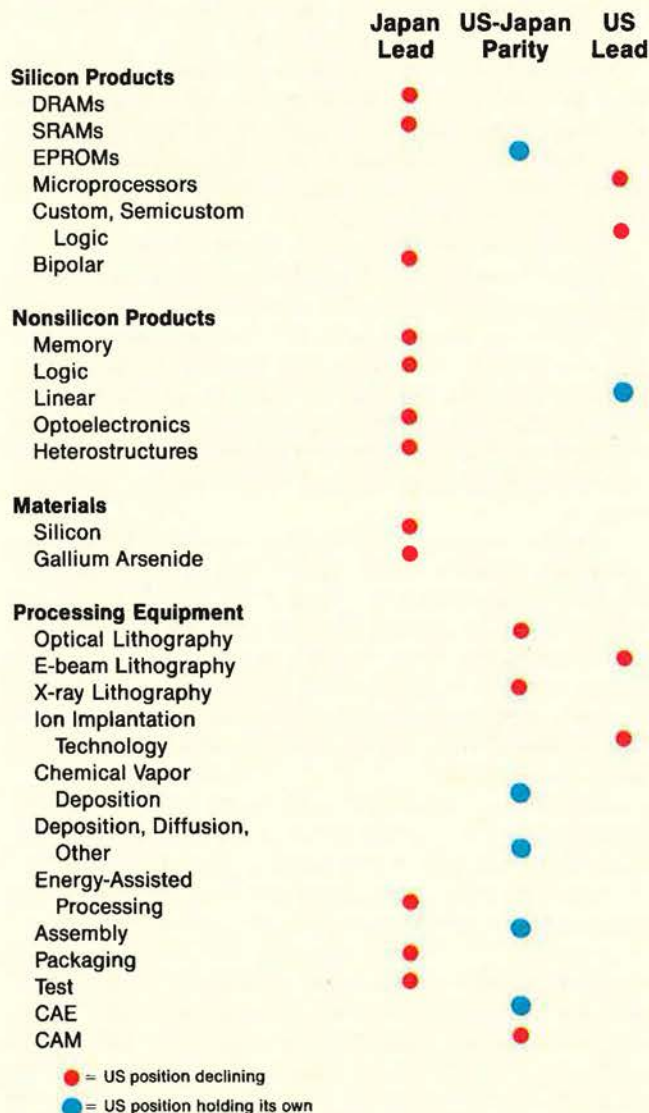 Japan US-Japan US
Lead Parity Lead
Silicon Products
DRAMs
SRAMs
EPROMs
Microprocessors
Custom, Semicustom
Logic
Bipolar
Nonsilicon Products
Memory
Logic
Linear
Optoelectronics
Heterostructures
Materials
Silicon
Gallium Arsenide
Processing Equipment
Optical Lithography
E-beam Lithography
X-ray Lithography
Ion Implantation
Technology
Chemical Vapor
Deposition
Deposition, Diffusion,
Other
Energy-Assisted
Processing
Assembly
Packaging
Test
CAE
CAM
= US position declining
= US position holding its own